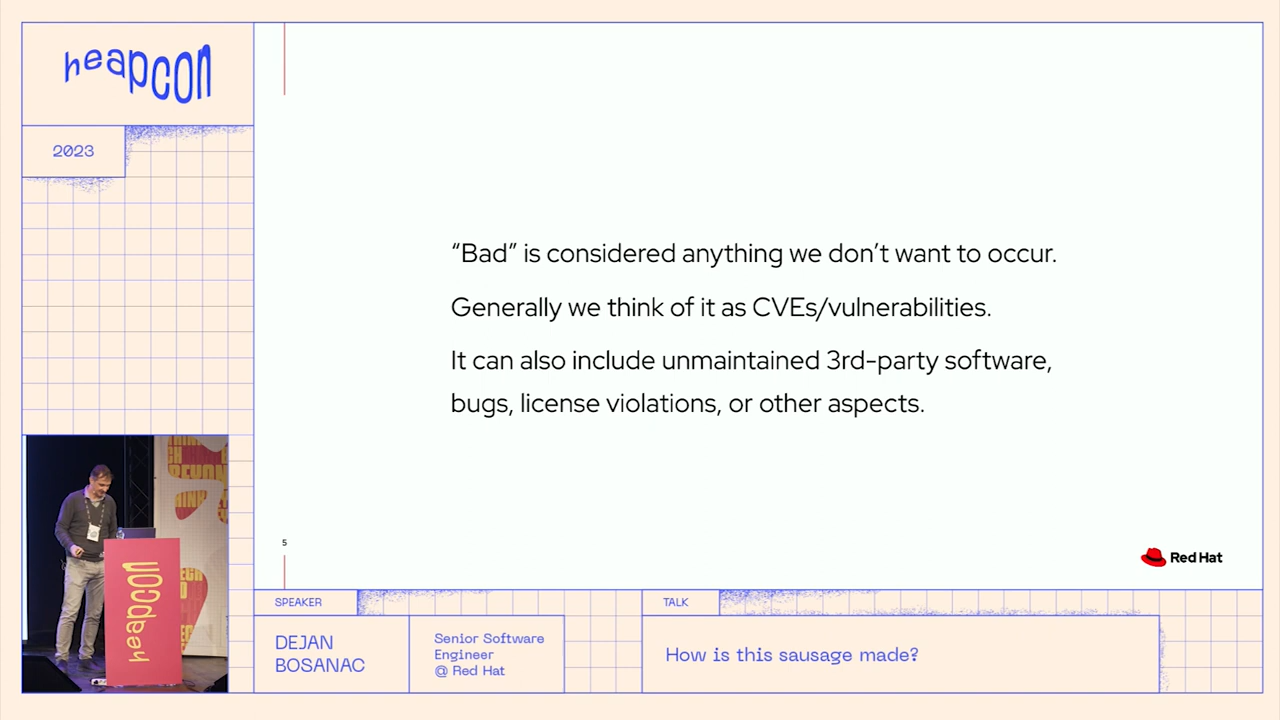 heapcon
2023
“Bad” is considered anything we don’t want to occur.
Generally we think of it as CVEs/vulnerabilities.
It can also include unmaintained 3rd-party software,
bugs, license violations, or other aspects.
5
Red Hat
heapcon
SPEAKER
DEJAN
BOSANAC
Senior Software
Engineer
@ Red Hat
TALK
How is this sausage made?